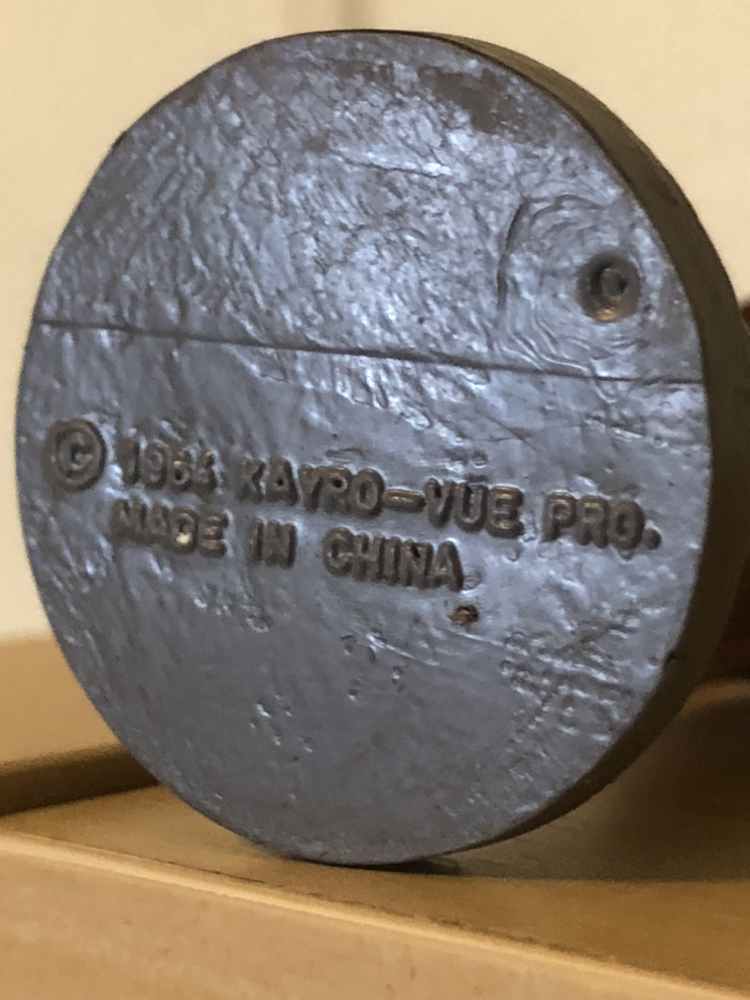 © 1964 KAYRO-VUE PRO.
MADE IN CHINA